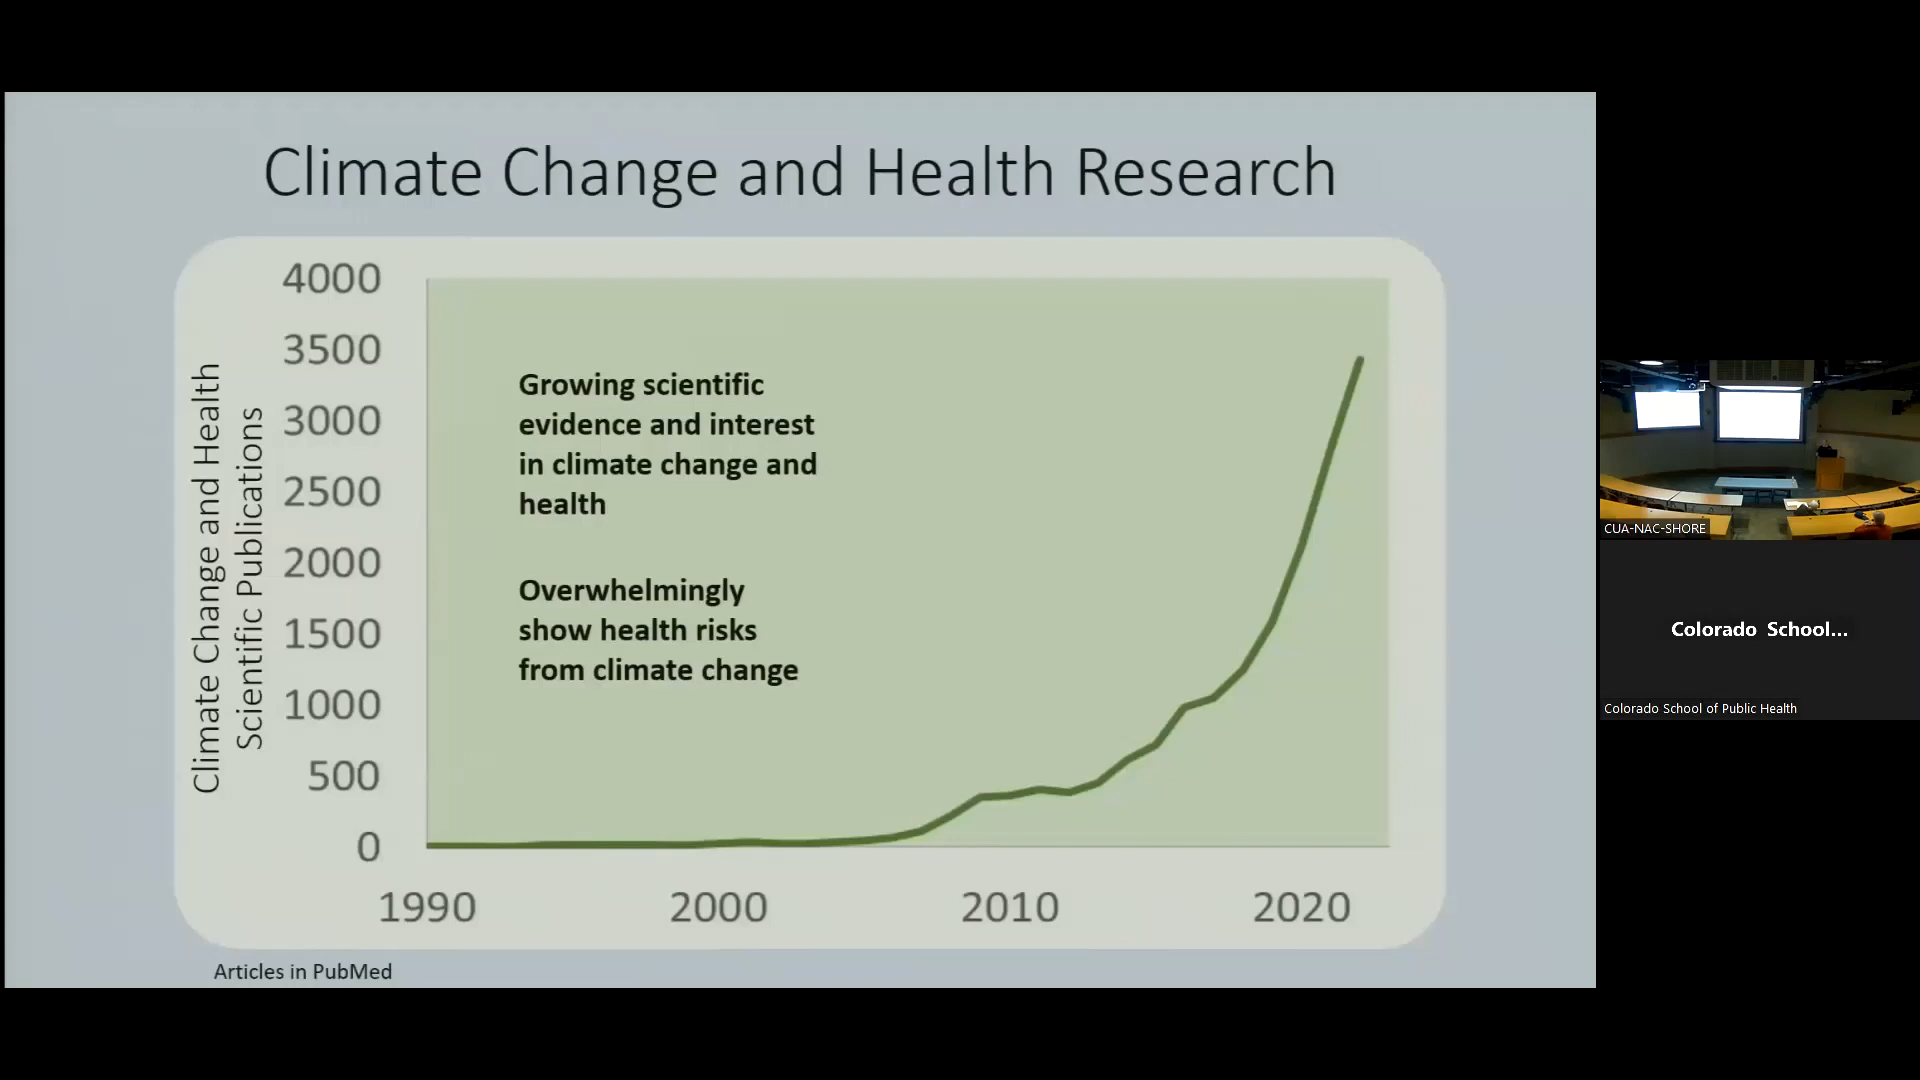 Climate Change and Health Research
Climate Change and Health
Scientific Publications
4000
3500
3000
2500
2000
1500
1000
500
0
Growing scientific
evidence and interest
in climate change and
health
Overwhelmingly
show health risks
from climate change
1990 2000 2010 2020
Articles in PubMed
CUA-NAC-SHORE
Colorado School...
Colorado School of Public Health